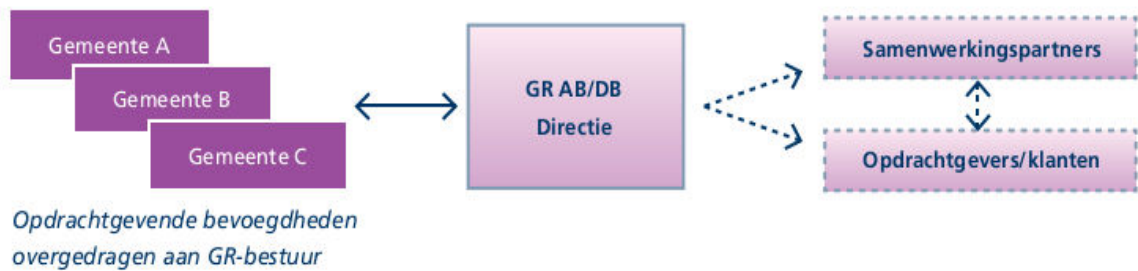 Gemeente A
Gemeente B
Gemeente C
Opdrachtgevende bevoegdheden
overgedragen aan GR-bestuur
GR AB/DB
Directie
Samenwerkingspartners
Opdrachtgevers/klanten